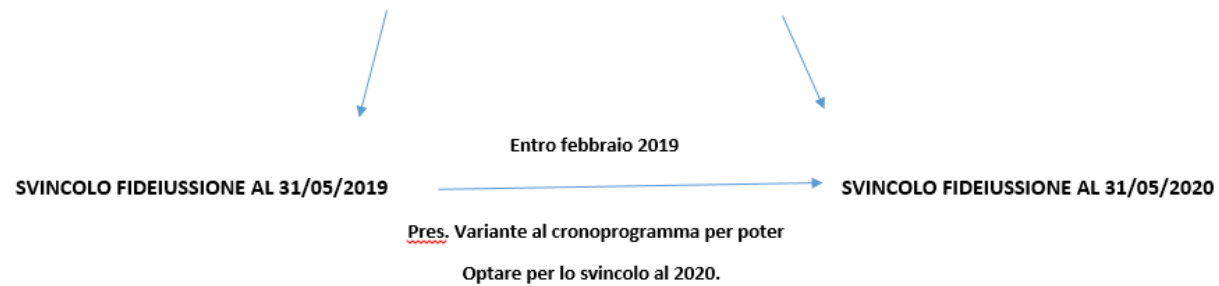 Entro febbraio 2019
SVINCOLO FIDEIUSSIONE AL 31/05/2019
SVINCOLO FIDEIUSSIONE AL 31/05/2020
Pres. Variante al cronoprogramma per poter
Optare per lo svincolo al 2020.